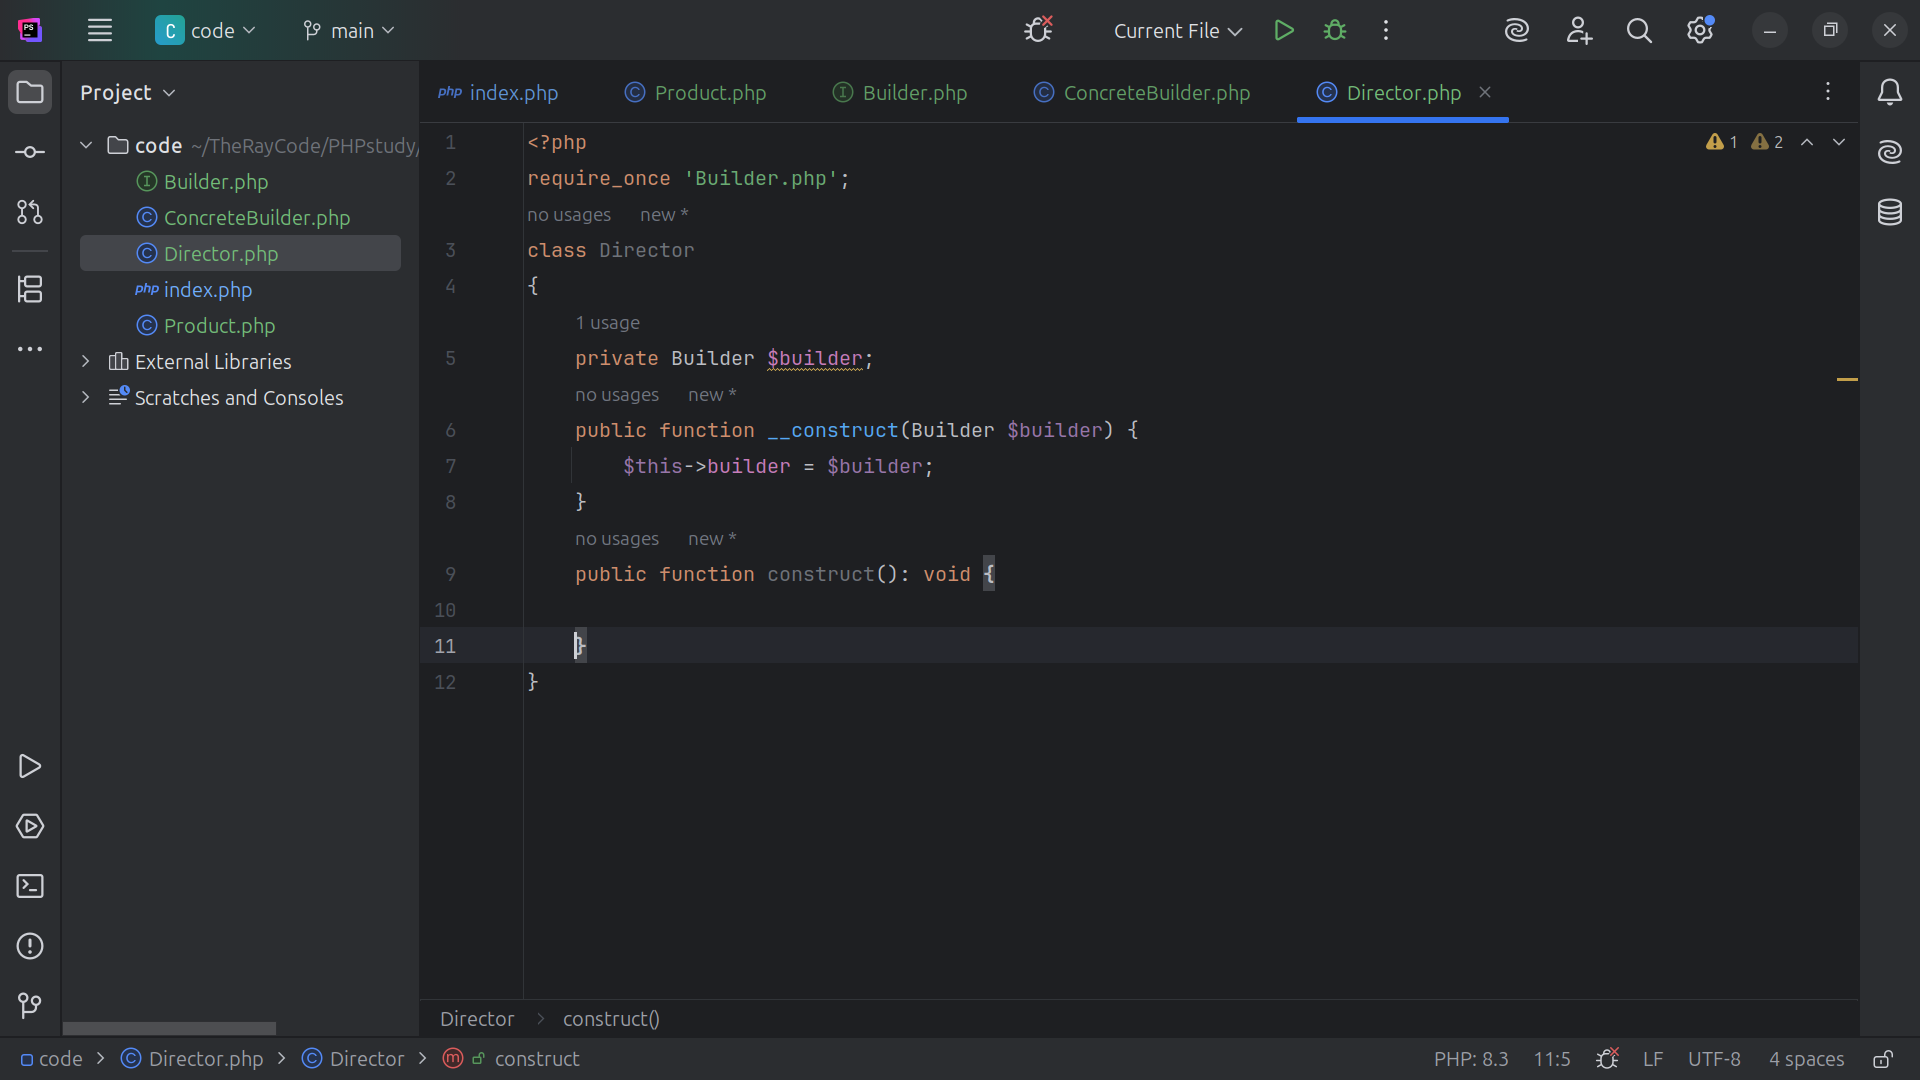 PS
C code
main
Current File
Project
php index.php
C Product.php
I Builder.php
C ConcreteBuilder.php
C Director.php
code ~/TheRayCode/PHPstudy/
I Builder.php
C ConcreteBuilder.php
C Director.php
php index.php
C Product.php
External Libraries
Scratches and Consoles
1 2
1 <?php
2 require_once 'Builder.php';
no usages new *
3 class Director
4 {
1 usage
5 private Builder $builder;
no usages new *
6 public function __construct(Builder $builder) {
7 $this->builder = $builder;
8 }
no usages new *
9 public function construct(): void {
10
11 }
12 }
Director > construct()
code > C Director.php > C Director > m construct
PHP: 8.3 11:5 LF UTF-8 4 spaces